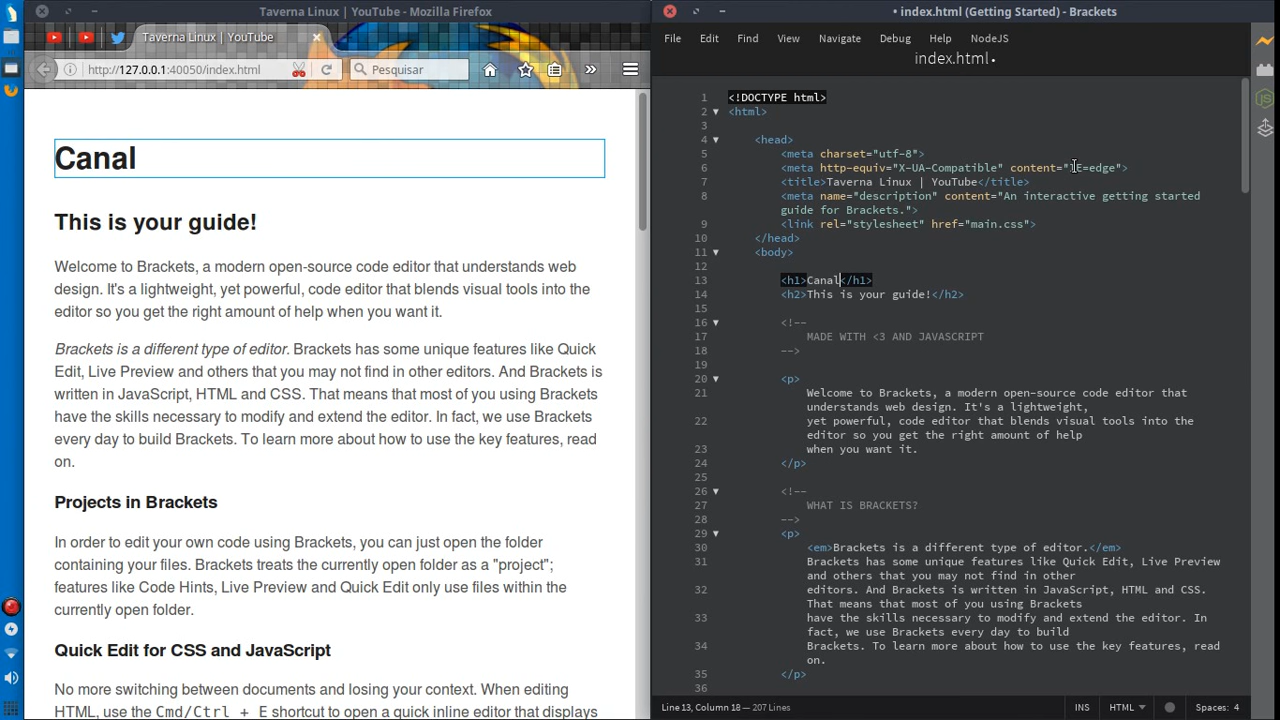 Taverna Linux | YouTube - Mozilla Firefox
Taverna Linux | YouTube
http://127.0.0.1:40050/index.html
Pesquisar
Canal
This is your guide!
Welcome to Brackets, a modern open-source code editor that understands web
design. It's a lightweight, yet powerful, code editor that blends visual tools into the
editor so you get the right amount of help when you want it.
Brackets is a different type of editor. Brackets has some unique features like Quick
Edit, Live Preview and others that you may not find in other editors. And Brackets is
written in JavaScript, HTML and CSS. That means that most of you using Brackets
have the skills necessary to modify and extend the editor. In fact, we use Brackets
every day to build Brackets. To learn more about how to use the key features, read
on.
Projects in Brackets
In order to edit your own code using Brackets, you can just open the folder
containing your files. Brackets treats the currently open folder as a "project";
features like Code Hints, Live Preview and Quick Edit only use files within the
currently open folder.
Quick Edit for CSS and JavaScript
No more switching between documents and losing your context. When editing
HTML, use the Cmd/Ctrl + E shortcut to open a quick inline editor that displays
• index.html (Getting Started) - Brackets
File Edit Find View Navigate Debug Help NodeJS
index.html •
1 <!DOCTYPE html>
2 <html>
3
4 <head>
5 <meta charset="utf-8">
6 <meta http-equiv="X-UA-Compatible" content="IE=edge">
7 <title>Taverna Linux | YouTube</title>
8 <meta name="description" content="An interactive getting started
guide for Brackets.">
9 <link rel="stylesheet" href="main.css">
10 </head>
11 <body>
12
13 <h1>Canal</h1>
14 <h2>This is your guide!</h2>
15
16 <!--
17 MADE WITH <3 AND JAVASCRIPT
18 -->
19
20 <p>
21 Welcome to Brackets, a modern open-source code editor that
understands web design. It's a lightweight,
22 yet powerful, code editor that blends visual tools into the
editor so you get the right amount of help
23 when you want it.
24 </p>
25
26 <!--
27 WHAT IS BRACKETS?
28 -->
29 <p>
30 <em>Brackets is a different type of editor.</em>
31 Brackets has some unique features like Quick Edit, Live Preview
and others that you may not find in other
32 editors. And Brackets is written in JavaScript, HTML and CSS.
That means that most of you using Brackets
33 have the skills necessary to modify and extend the editor. In
fact, we use Brackets every day to build
34 Brackets. To learn more about how to use the key features, read
on.
35 </p>
36
Line 13, Column 18 — 207 Lines
INS HTML Spaces: 4